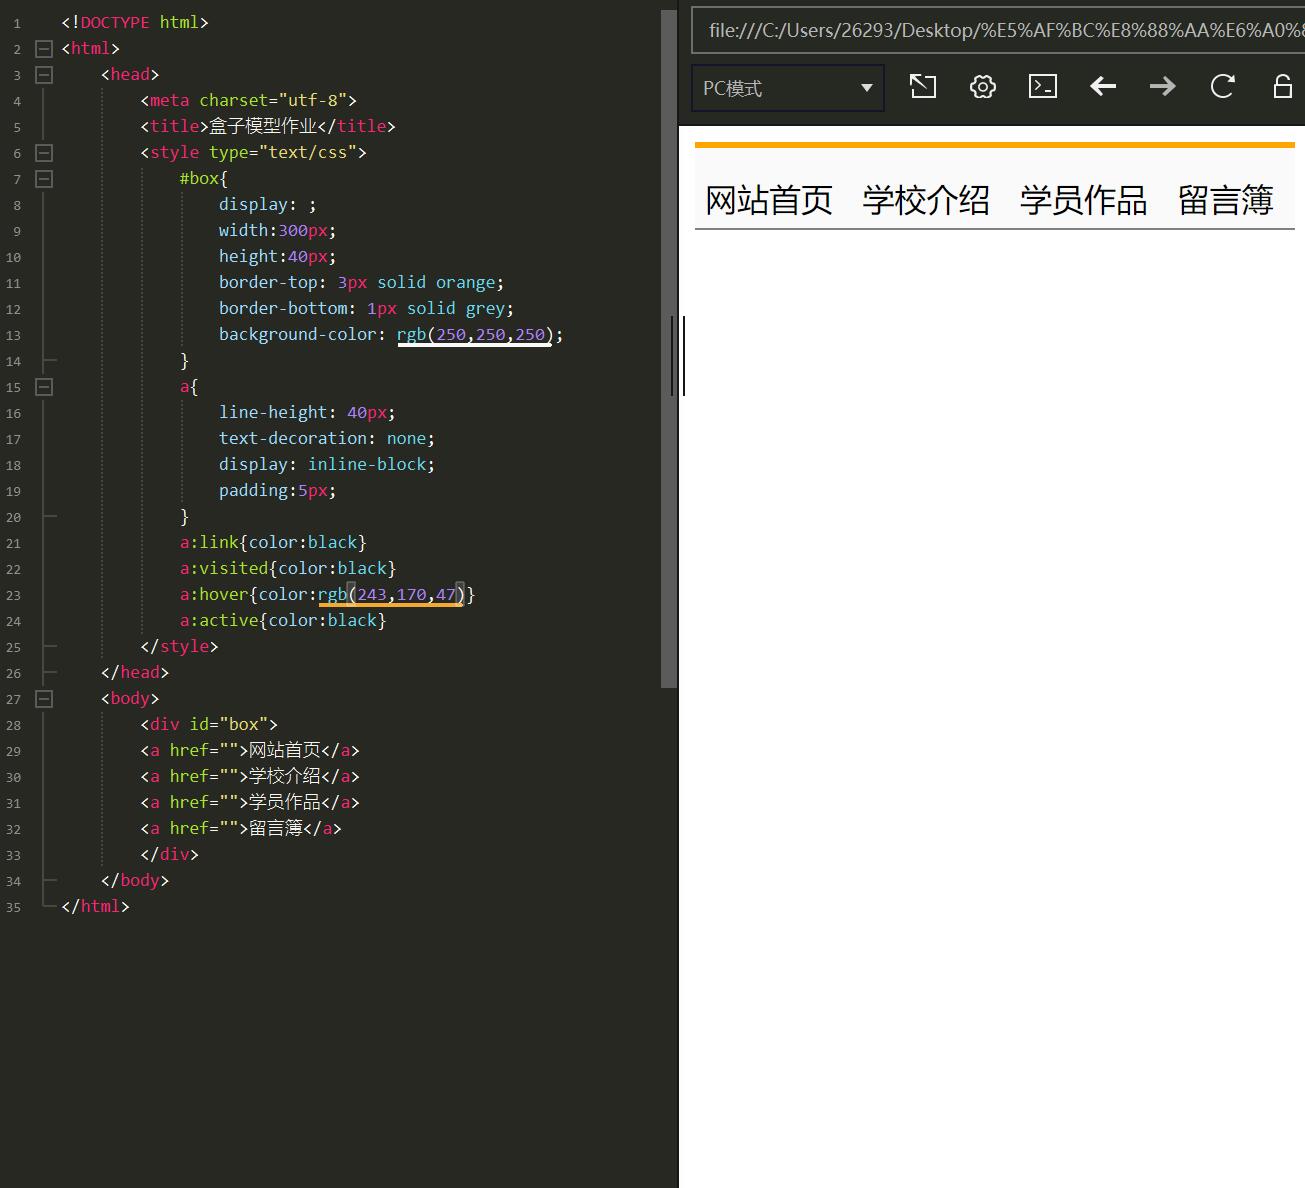 1 <!DOCTYPE html>
2 <html>
3 <head>
4 <meta charset="utf-8">
5 <title>盒子模型作业</title>
6 <style type="text/css">
7 #box{
8 display: ;
9 width:300px;
10 height:40px;
11 border-top: 3px solid orange;
12 border-bottom: 1px solid grey;
13 background-color: rgb(250,250,250);
14 }
15 a{
16 line-height: 40px;
17 text-decoration: none;
18 display: inline-block;
19 padding:5px;
20 }
21 a:link{color:black}
22 a:visited{color:black}
23 a:hover{color:rgb(243,170,47)}
24 a:active{color:black}
25 </style>
26 </head>
27 <body>
28 <div id="box">
29 <a href="">网站首页</a>
30 <a href="">学校介绍</a>
31 <a href="">学员作品</a>
32 <a href="">留言簿</a>
33 </div>
34 </body>
35 </html>
file:///C:/Users/26293/Desktop/%E5%AF%BC%E8%88%AA%E6%A0%8
PC模式
网站首页 学校介绍 学员作品 留言簿